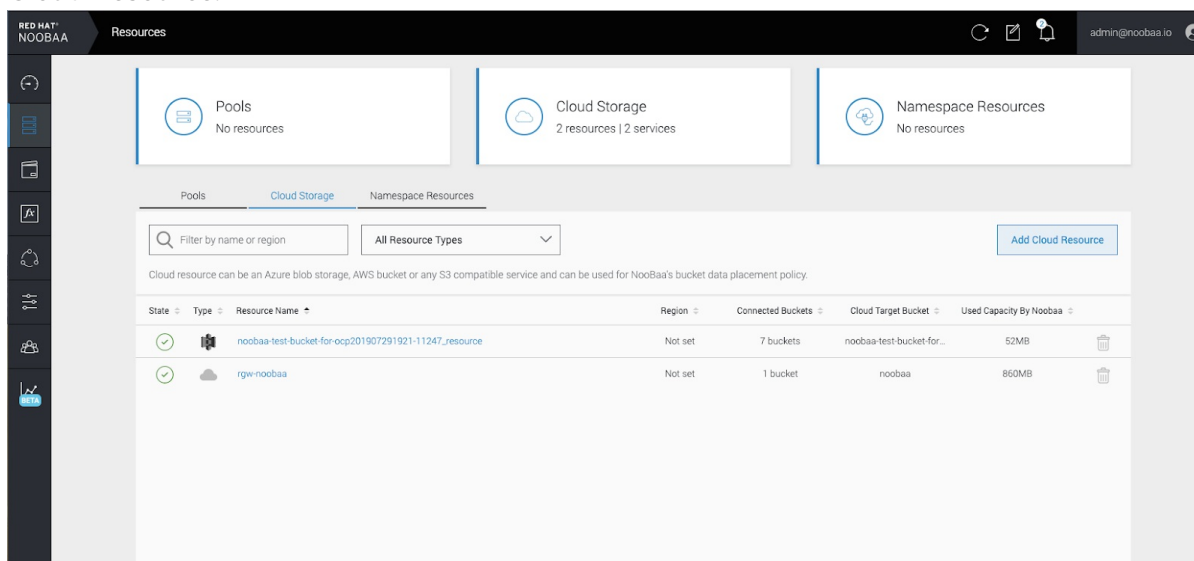 RED HAT®
NOOBAA
Resources
2
admin@noobaa.io
Pools
No resources
Cloud Storage
2 resources | 2 services
Namespace Resources
No resources
Pools Cloud Storage Namespace Resources
Filter by name or region All Resource Types Add Cloud Resource
Cloud resource can be an Azure blob storage, AWS bucket or any S3 compatible service and can be used for NooBaa's bucket data placement policy.
State Type Resource Name Region Connected Buckets Cloud Target Bucket Used Capacity By Noobaa
noobaa-test-bucket-for-ocp201907291921-11247_resource Not set 7 buckets noobaa-test-bucket-for... 52MB
rgw-noobaa Not set 1 bucket noobaa 860MB
fx
BETA